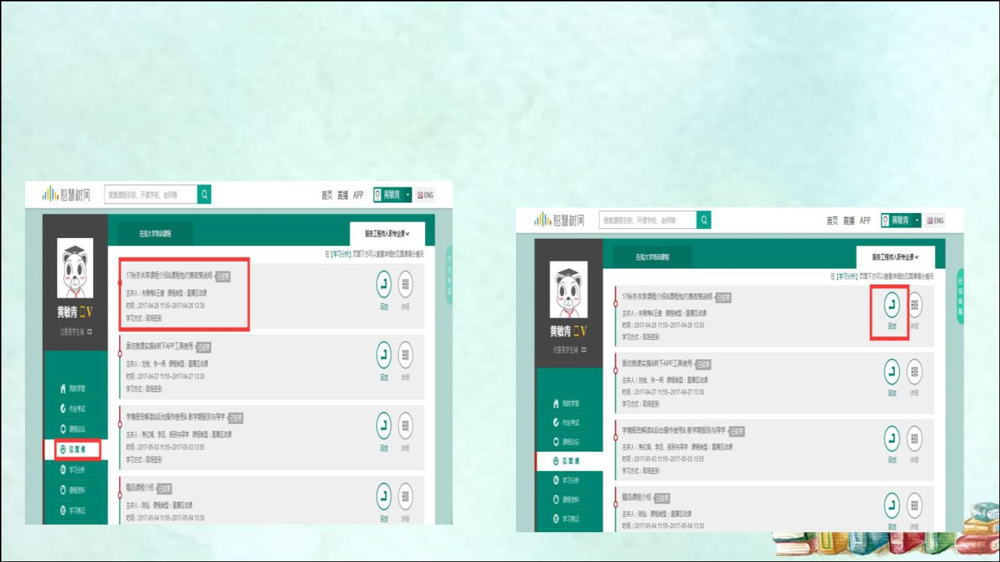 智慧树网
搜索课程名称、开课学校、老师等
首页 直播 APP 黄敏青 ENG
在线大学培训课程
服务工程师入职专业课
在【学习分析】页面下方可以查看详细的见面课得分情况
黄敏青 V
这里是学生端
我的学堂
作业考试
课程论坛
见面课
学习分析
课程资料
学习笔记
17秋冬共享课程介绍&课程包付费政策说明 已结束
主讲人：朱雨梅&王健 课程类型：直播互动课
时间：2017-04-26 11:50--2017-04-26 13:30
学习方式：现场签到
回放 详细
面访推课实操&树下APP工具使用 已结束
主讲人：刘检、朱一炳 课程类型：直播互动课
时间：2017-04-27 11:55--2017-04-27 13:30
学习方式：现场签到
回放 详细
学情报告解读&后台操作使用& 新学期报到与导学 已结束
主讲人：焦红娟、李旦、报到与导学 课程类型：直播互动课
时间：2017-05-03 11:55--2017-05-03 13:55
学习方式：现场签到
回放 详细
精品课程介绍 已结束
主讲人：陈弘 课程类型：直播互动课
时间：2017-05-04 11:55--2017-05-04 13:30
回放 详细
在线客服
智慧树网
搜索课程名称、开课学校、老师等
首页 直播 APP 黄敏青 ENG
在线大学培训课程
服务工程师入职专业课
在【学习分析】页面下方可以查看详细的见面课得分情况
黄敏青 V
这里是学生端
我的学堂
作业考试
课程论坛
见面课
学习分析
课程资料
学习笔记
17秋冬共享课程介绍&课程包付费政策说明 已结束
主讲人：朱雨梅&王健 课程类型：直播互动课
时间：2017-04-26 11:50--2017-04-26 13:30
学习方式：现场签到
回放 详细
面访推课实操&树下APP工具使用 已结束
主讲人：刘检、朱一炳 课程类型：直播互动课
时间：2017-04-27 11:55--2017-04-27 13:30
学习方式：现场签到
回放 详细
学情报告解读&后台操作使用& 新学期报到与导学 已结束
主讲人：焦红娟、李旦、报到与导学 课程类型：直播互动课
时间：2017-05-03 11:55--2017-05-03 13:55
学习方式：现场签到
回放 详细
精品课程介绍 已结束
主讲人：陈弘 课程类型：直播互动课
时间：2017-05-04 11:55--2017-05-04 13:30
回放 详细
在线客服